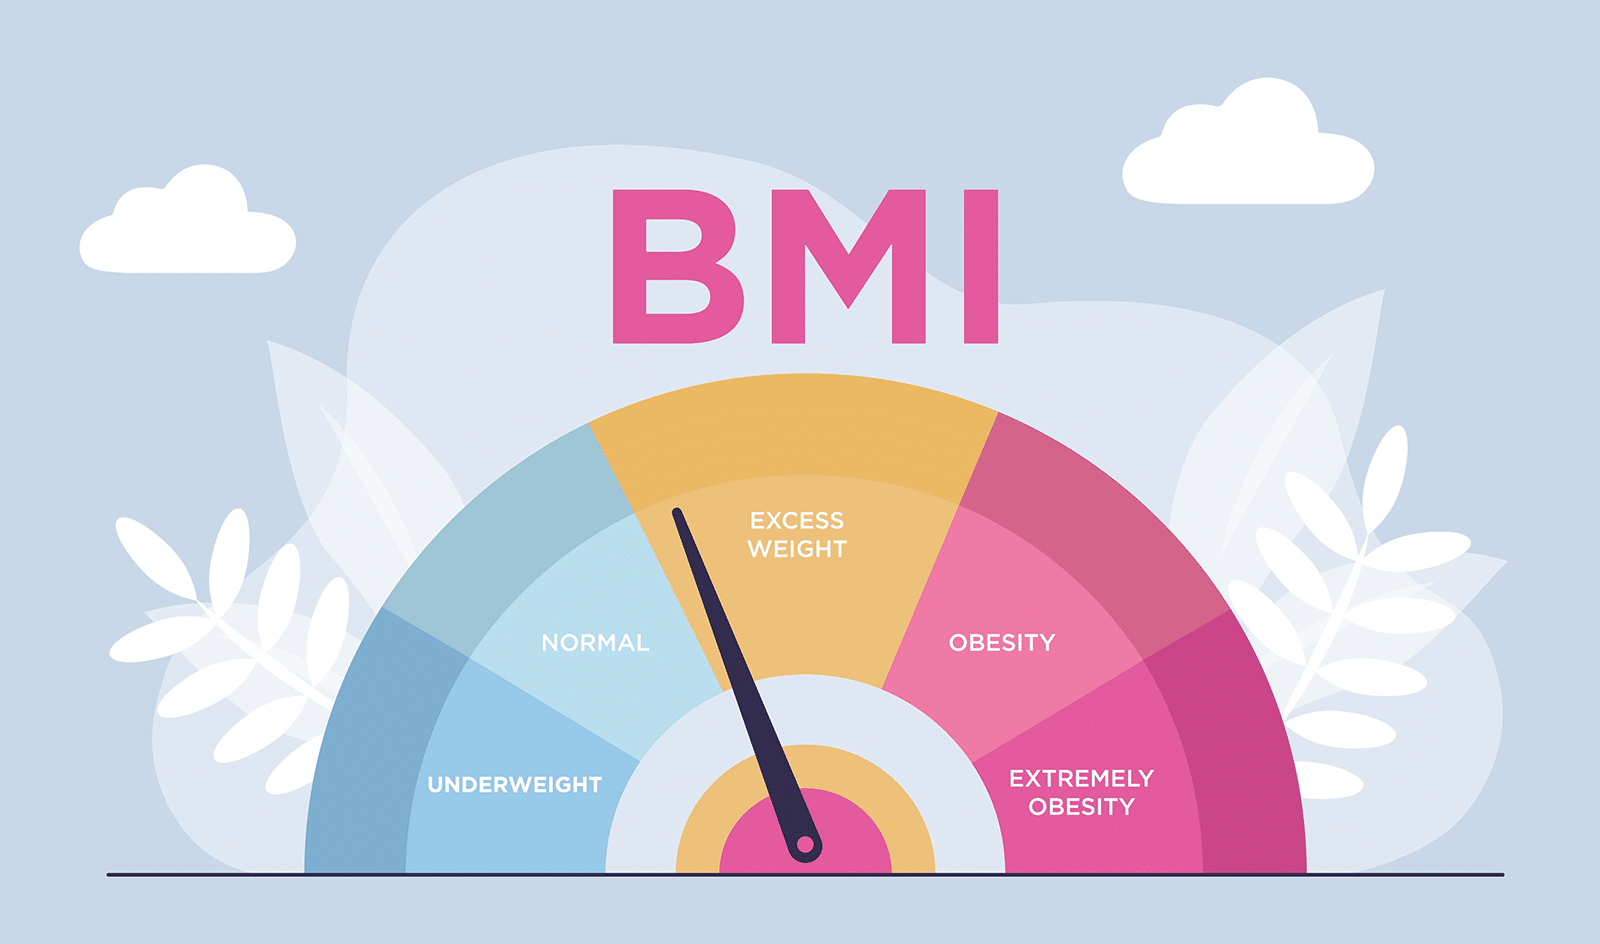 BMI
EXCESS
WEIGHT
NORMAL
OBESITY
UNDERWEIGHT
EXTREMELY
OBESITY